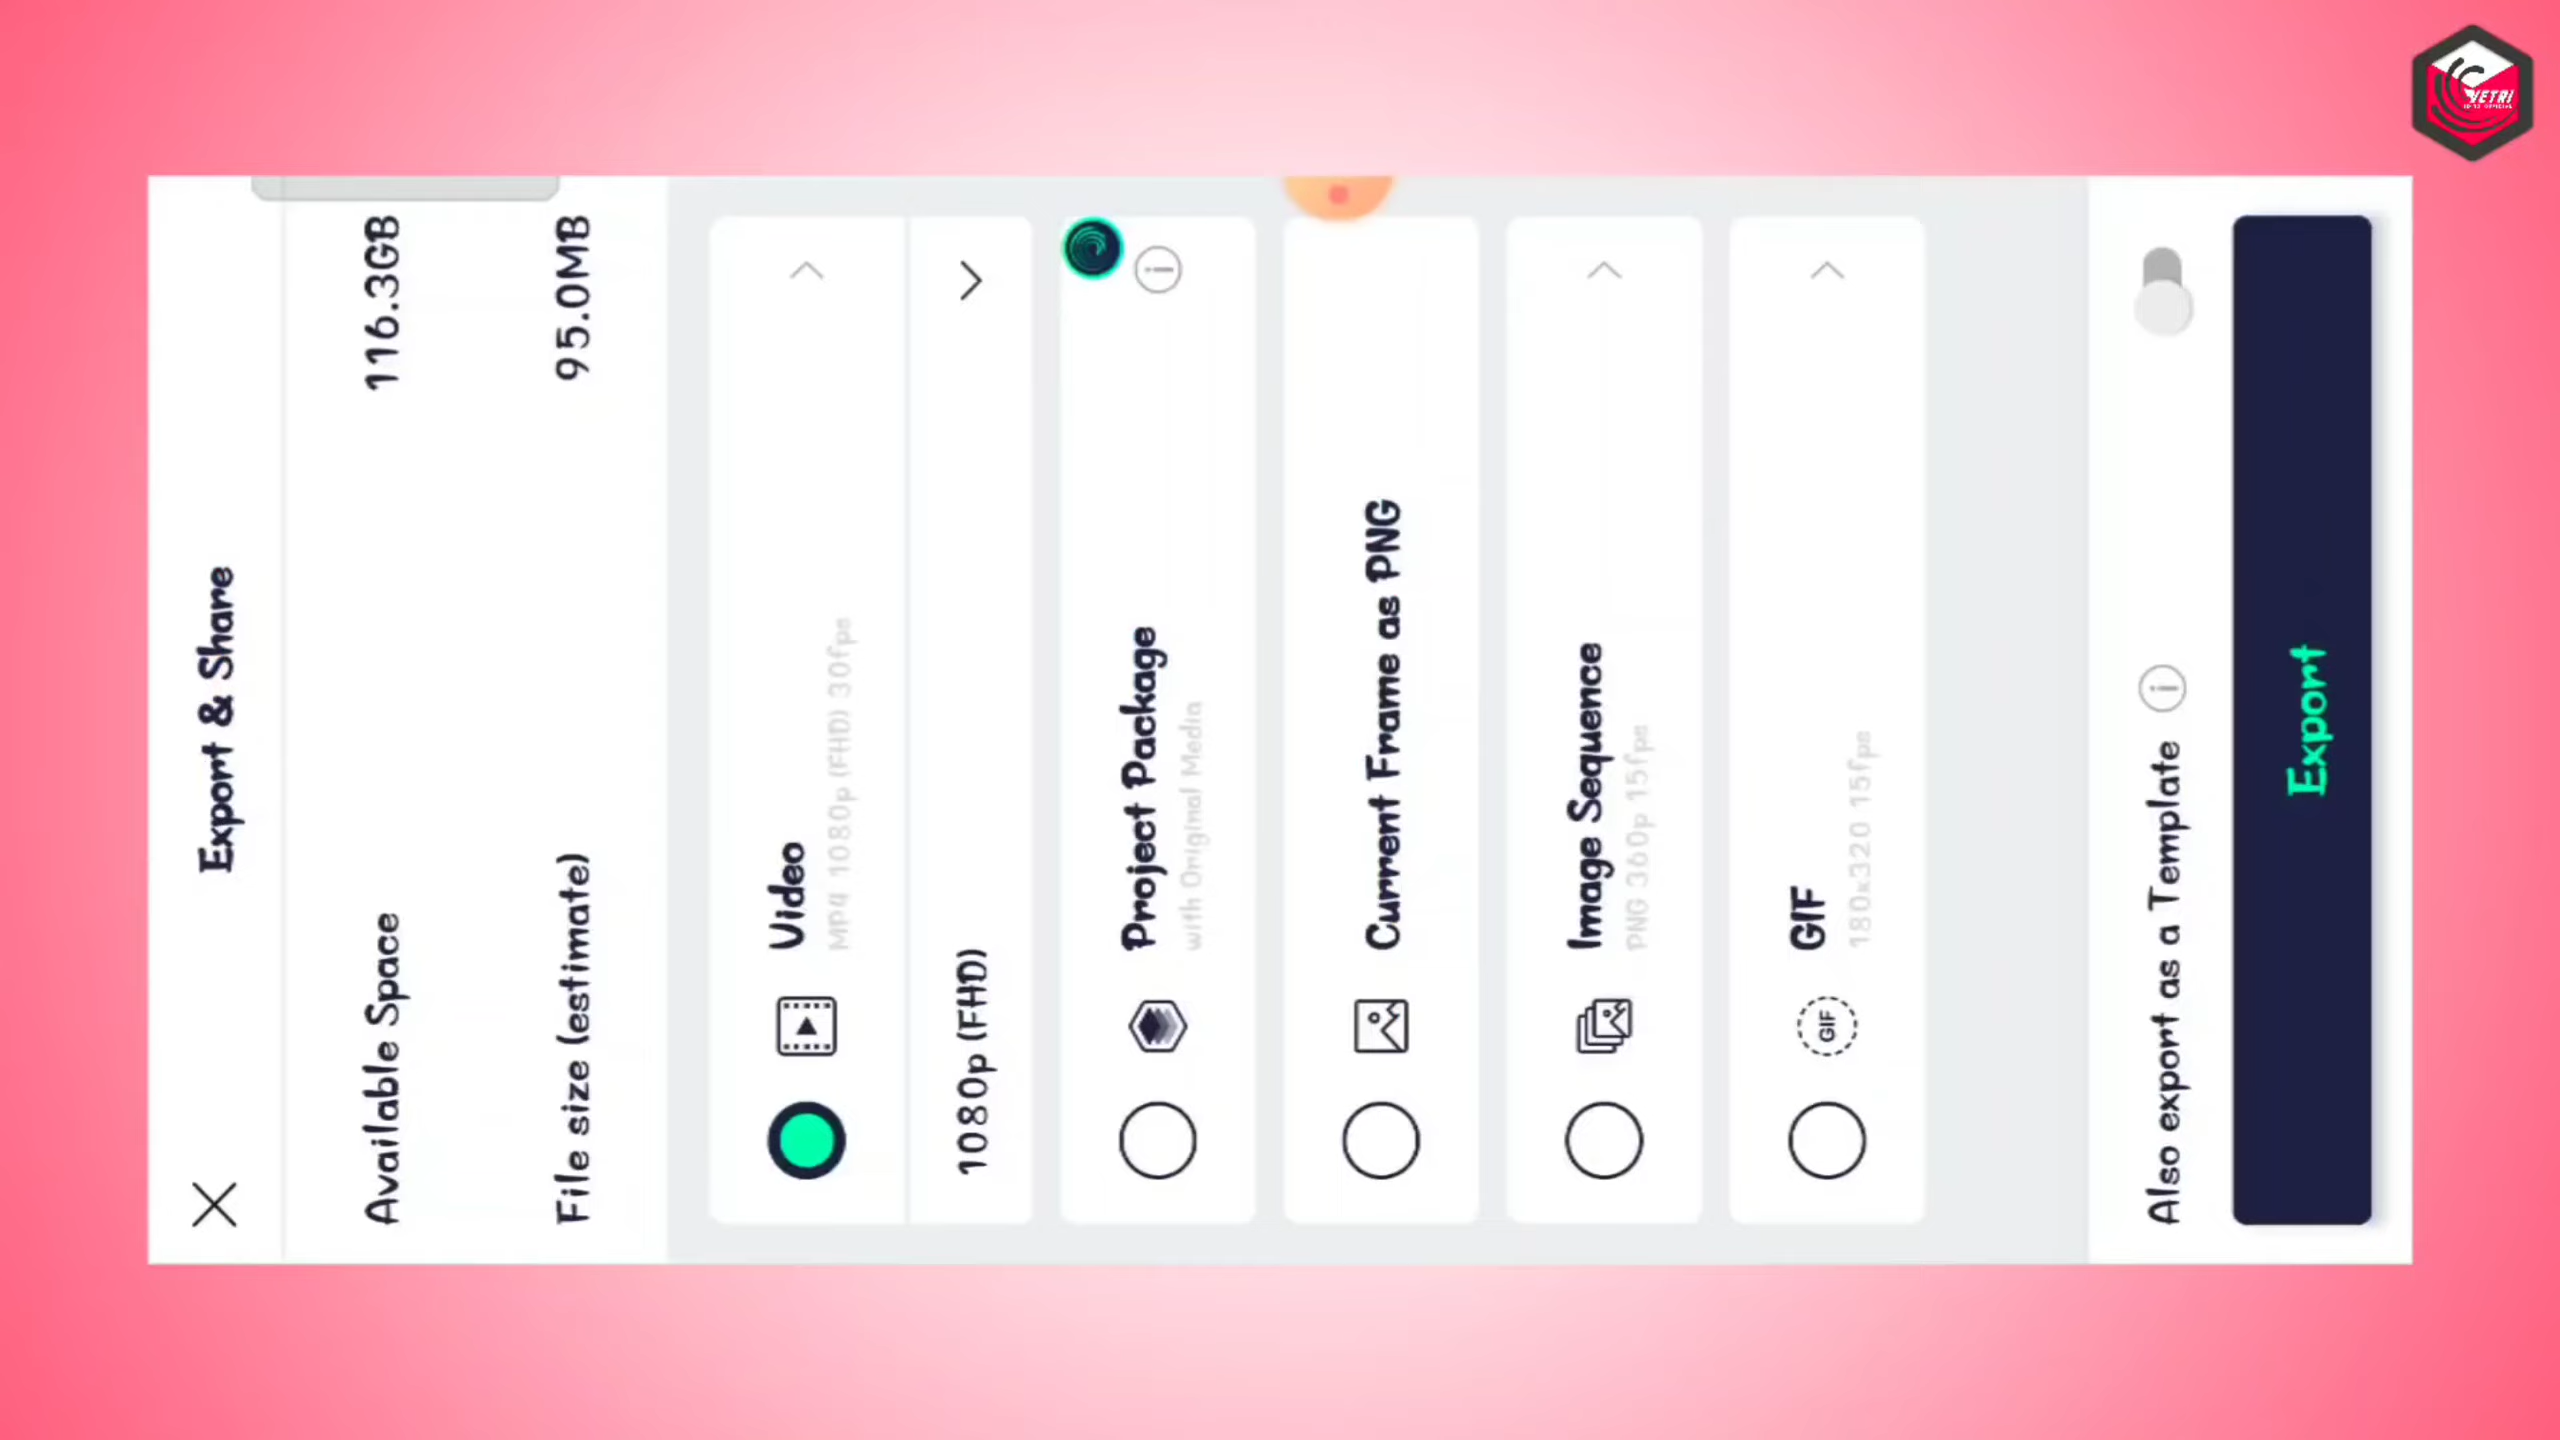 Export & Share
Available Space 116.3GB
File size (estimate) 95.0MB
Video
MP4 1080p (FHD) 30fps
1080p (FHD)
Project Package
with Original Media
Current Frame as PNG
Image Sequence
PNG 360p 15fps
GIF
GIF
180x320 15fps
Also export as a Template
Export
VETRI